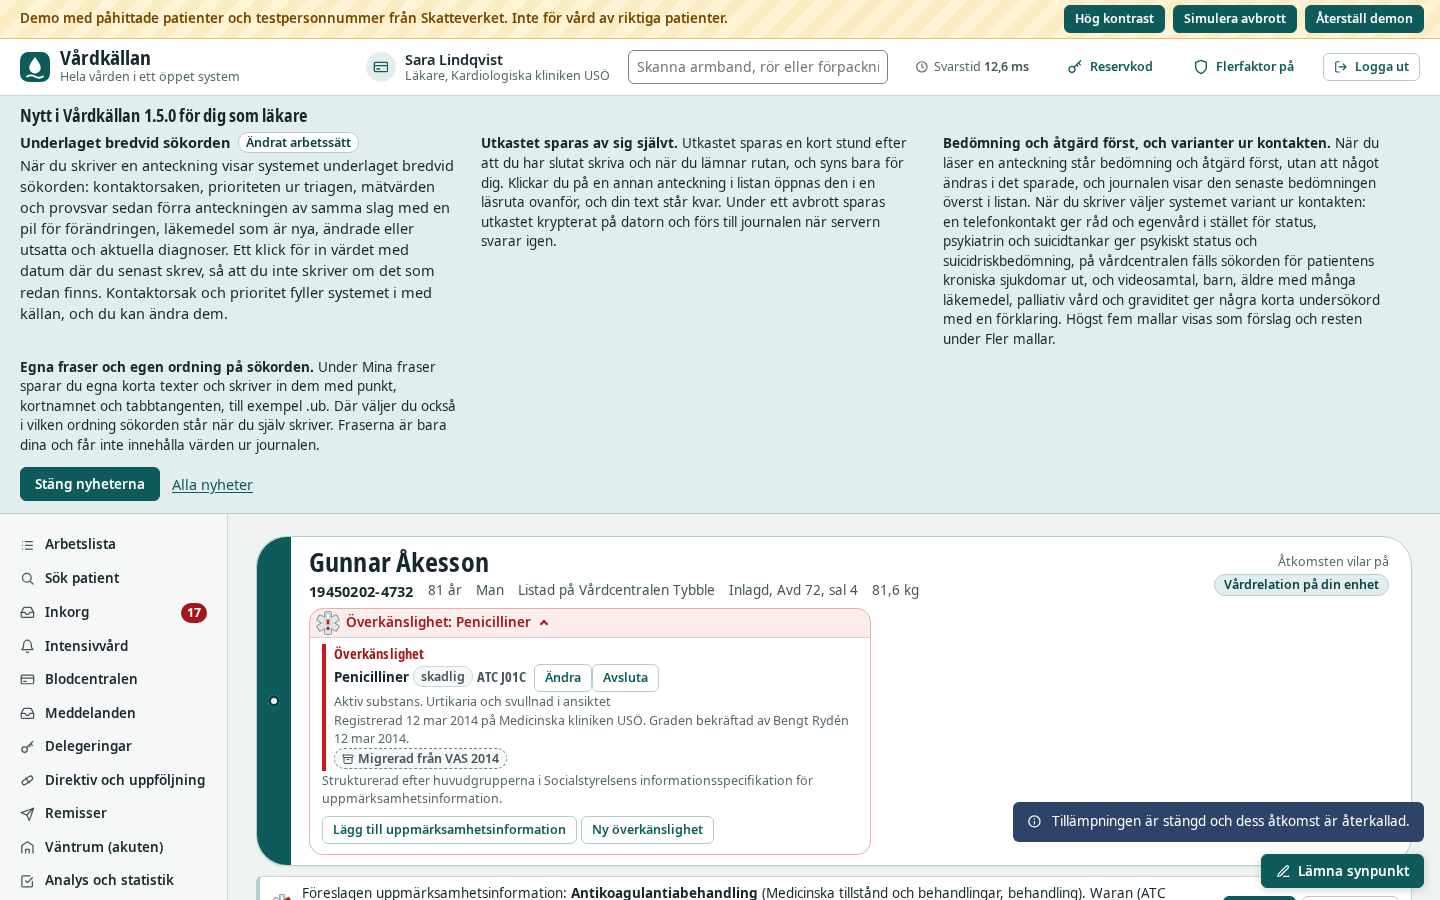 Demo med påhittade patienter och testpersonnummer från Skatteverket. Inte för vård av riktiga patienter.
Hög kontrast
Simulera avbrott
Återställ demon
Vårdkällan
Hela vården i ett öppet system
Sara Lindqvist
Läkare, Kardiologiska kliniken USÖ
Skanna armband, rör eller förpackni
Svarstid 12,6 ms
Reservkod
Flerfaktor på
Logga ut
Nytt i Vårdkällan 1.5.0 för dig som läkare
Underlaget bredvid sökorden Ändrat arbetssätt
När du skriver en anteckning visar systemet underlaget bredvid
sökorden: kontaktorsaken, prioriteten ur triagen, mätvärden
och provsvar sedan förra anteckningen av samma slag med en
pil för förändringen, läkemedel som är nya, ändrade eller
utsatta och aktuella diagnoser. Ett klick för in värdet med
datum där du senast skrev, så att du inte skriver om det som
redan finns. Kontaktorsak och prioritet fyller systemet i med
källan, och du kan ändra dem.
Utkastet sparas av sig självt. Utkastet sparas en kort stund efter
att du har slutat skriva och när du lämnar rutan, och syns bara för
dig. Klickar du på en annan anteckning i listan öppnas den i en
läsruta ovanför, och din text står kvar. Under ett avbrott sparas
utkastet krypterat på datorn och förs till journalen när servern
svarar igen.
Bedömning och åtgärd först, och varianter ur kontakten. När du
läser en anteckning står bedömning och åtgärd först, utan att något
ändras i det sparade, och journalen visar den senaste bedömningen
överst i listan. När du skriver väljer systemet variant ur kontakten:
en telefonkontakt ger råd och egenvård i stället för status,
psykiatrin och suicidtankar ger psykiskt status och
suicidriskbedömning, på vårdcentralen fälls sökorden för patientens
kroniska sjukdomar ut, och videosamtal, barn, äldre med många
läkemedel, palliativ vård och graviditet ger några korta undersökord
med en förklaring. Högst fem mallar visas som förslag och resten
under Fler mallar.
Egna fraser och egen ordning på sökorden. Under Mina fraser
sparar du egna korta texter och skriver in dem med punkt,
kortnamnet och tabbtangenten, till exempel .ub. Där väljer du också
i vilken ordning sökorden står när du själv skriver. Fraserna är bara
dina och får inte innehålla värden ur journalen.
Stäng nyheterna
Alla nyheter
Arbetslista
Sök patient
Inkorg 17
Intensivvård
Blodcentralen
Meddelanden
Delegeringar
Direktiv och uppföljning
Remisser
Väntrum (akuten)
Analys och statistik
Gunnar Åkesson
19450202-4732 81 år Man Listad på Vårdcentralen Tybble Inlagd, Avd 72, sal 4 81,6 kg
Åtkomsten vilar på
Vårdrelation på din enhet
Överkänslighet: Penicilliner
Överkänslighet
Penicilliner skadlig ATC J01C Ändra Avsluta
Aktiv substans. Urtikaria och svullnad i ansiktet
Registrerad 12 mar 2014 på Medicinska kliniken USÖ. Graden bekräftad av Bengt Rydén
12 mar 2014.
Migrerad från VAS 2014
Strukturerad efter huvudgrupperna i Socialstyrelsens informationsspecifikation för
uppmärksamhetsinformation.
Lägg till uppmärksamhetsinformation
Ny överkänslighet
Tillämpningen är stängd och dess åtkomst är återkallad.
Lämna synpunkt
Föreslagen uppmärksamhetsinformation: Antikoagulantiabehandling (Medicinska tillstånd och behandlingar, behandling). Waran (ATC